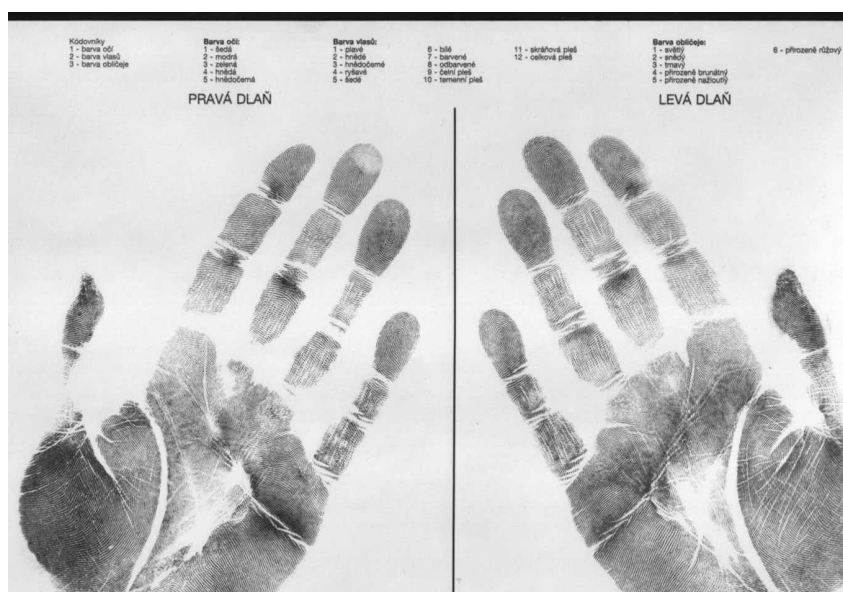 Kódovníky
1 - barva očí
2 - barva vlasů
3 - barva obličeje
Barva očí:
1 - šedá
2 - modrá
3 - zelená
4 - hnědá
5 - hnědočerná
Barva vlasů:
1 - plavé
2 - hnědé
3 - hnědočerné
4 - ryšavé
5 - šedé
6 - bílé
7 - barvené
8 - odbarvené
9 - čelní pleš
10 - temenní pleš
11 - skráňová pleš
12 - celková pleš
Barva obličeje:
1 - světlý
2 - snědý
3 - tmavý
4 - přirozeně brunátný
5 - přirozeně nažloutlý
6 - přirozeně růžový
PRAVÁ DLAŇ
LEVÁ DLAŇ